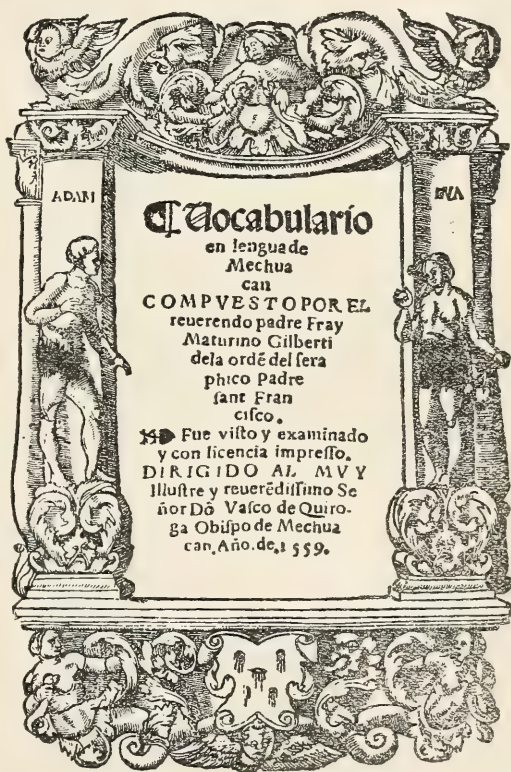 ADAM
EVA
¶ Vocabulario
en lengua de
Mechua
can
COMPVESTO POR EL
reuerendo padre Fray
Maturino Gilberti
dela ordẽ del ſera
phico Padre
ſant Fran
ciſco.
Fue viſto y examinado
y con licencia impreſſo.
DIRIGIDO AL MVY
Illuſtre y reuerẽdiſſimo Se
ñor Dõ Vaſco de Quiro-
ga Obiſpo de Mechua
can. Año. de. 1559.